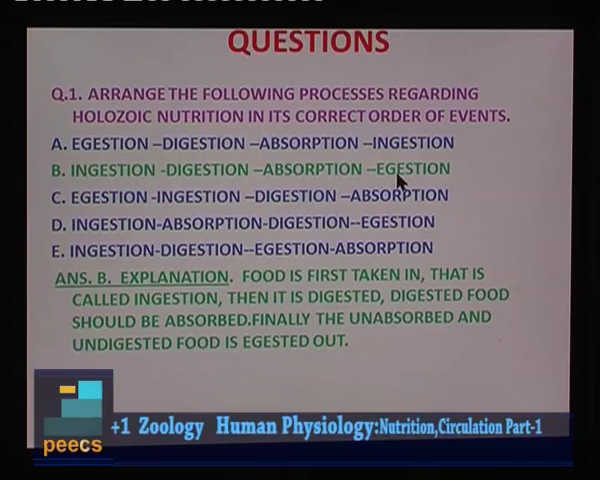 QUESTIONS
Q.1. ARRANGE THE FOLLOWING PROCESSES REGARDING
HOLOZOIC NUTRITION IN ITS CORRECT ORDER OF EVENTS.
A. EGESTION –DIGESTION –ABSORPTION –INGESTION
B. INGESTION -DIGESTION –ABSORPTION –EGESTION
C. EGESTION -INGESTION –DIGESTION –ABSORPTION
D. INGESTION-ABSORPTION-DIGESTION--EGESTION
E. INGESTION-DIGESTION--EGESTION-ABSORPTION
ANS. B. EXPLANATION. FOOD IS FIRST TAKEN IN, THAT IS
CALLED INGESTION, THEN IT IS DIGESTED, DIGESTED FOOD
SHOULD BE ABSORBED.FINALLY THE UNABSORBED AND
UNDIGESTED FOOD IS EGESTED OUT.
+1 Zoology Human Physiology:Nutrition,Circulation Part-1
peecs